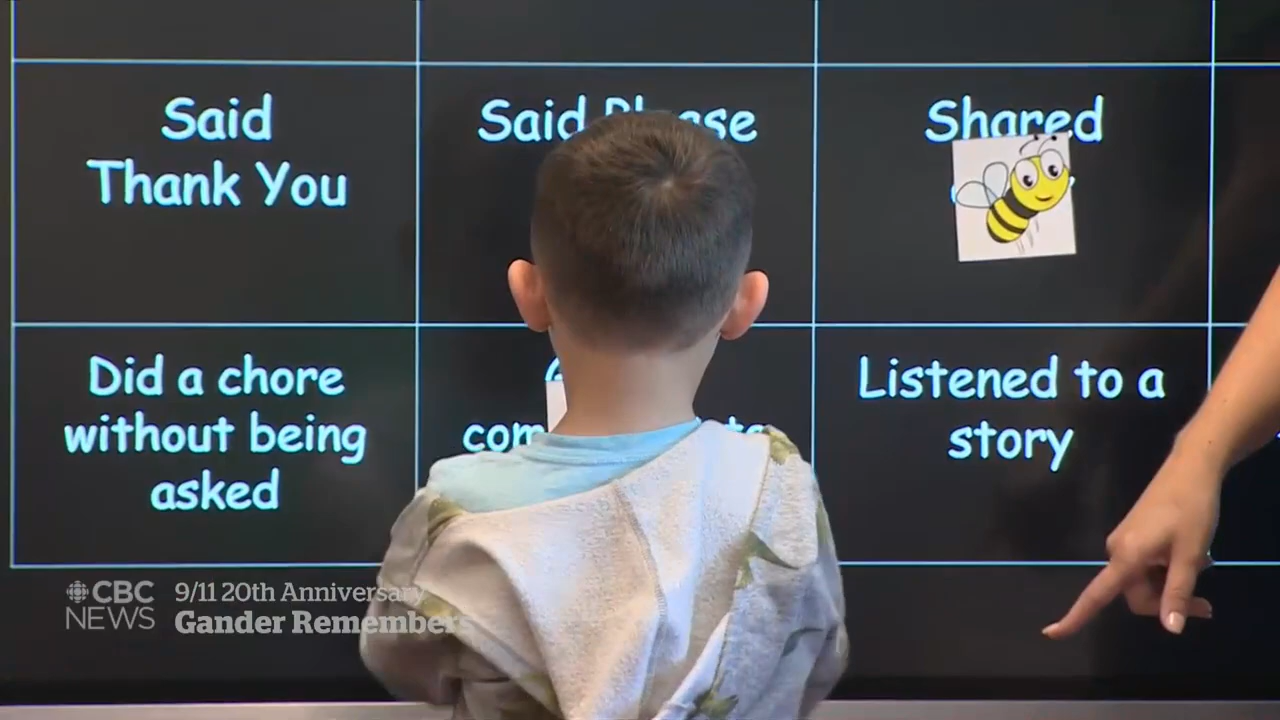 Said
Thank You
Said Please
Shared
Did a chore
without being
asked
Listened to a
story
CBC
NEWS
9/11 20th Anniversary
Gander Remembers